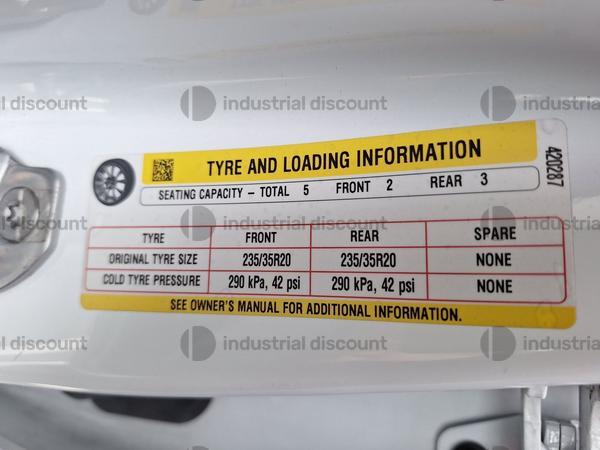 industrial discount industrial discount industrial discount
TYRE AND LOADING INFORMATION
SEATING CAPACITY – TOTAL 5 FRONT 2 REAR 3
420287
industrial discount industrial discount industrial discount
TYRE FRONT REAR SPARE
ORIGINAL TYRE SIZE 235/35R20 235/35R20 NONE
COLD TYRE PRESSURE 290 kPa, 42 psi 290 kPa, 42 psi NONE
SEE OWNER'S MANUAL FOR ADDITIONAL INFORMATION.
industrial discount industrial discount industrial discount